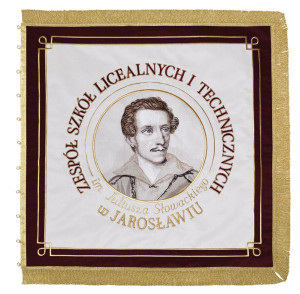 ZESPÓŁ SZKÓŁ LICEALNYCH I TECHNICZNYCH
im. Juliusza Słowackiego
w JAROSŁAWIU